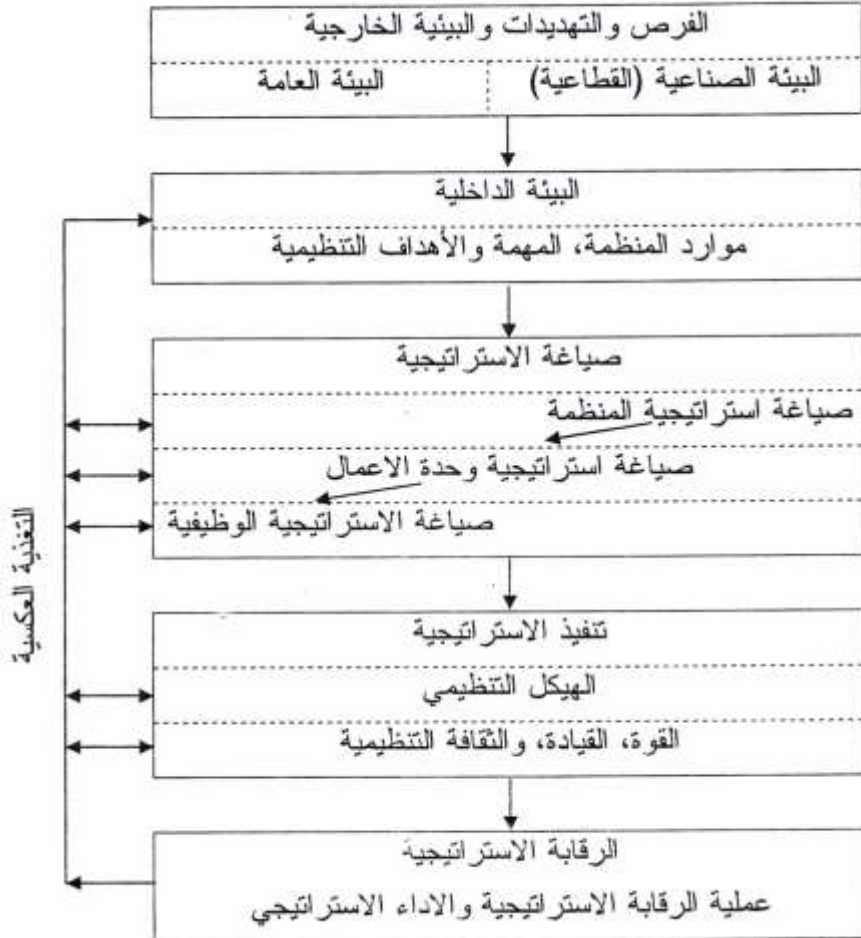 الفرص والتهديدات والبيئية الخارجية
البيئة الصناعية (القطاعية) البيئة العامة
البيئة الداخلية
موارد المنظمة، المهمة والأهداف التنظيمية
صياغة الاستراتيجية
صياغة استراتيجية المنظمة
صياغة استراتيجية وحدة الاعمال
صياغة الاستراتيجية الوظيفية
تنفيذ الاستراتيجية
الهيكل التنظيمي
القوة، القيادة، والثقافة التنظيمية
الرقابة الاستراتيجية
عملية الرقابة الاستراتيجية والاداء الاستراتيجي
التغذية العكسية